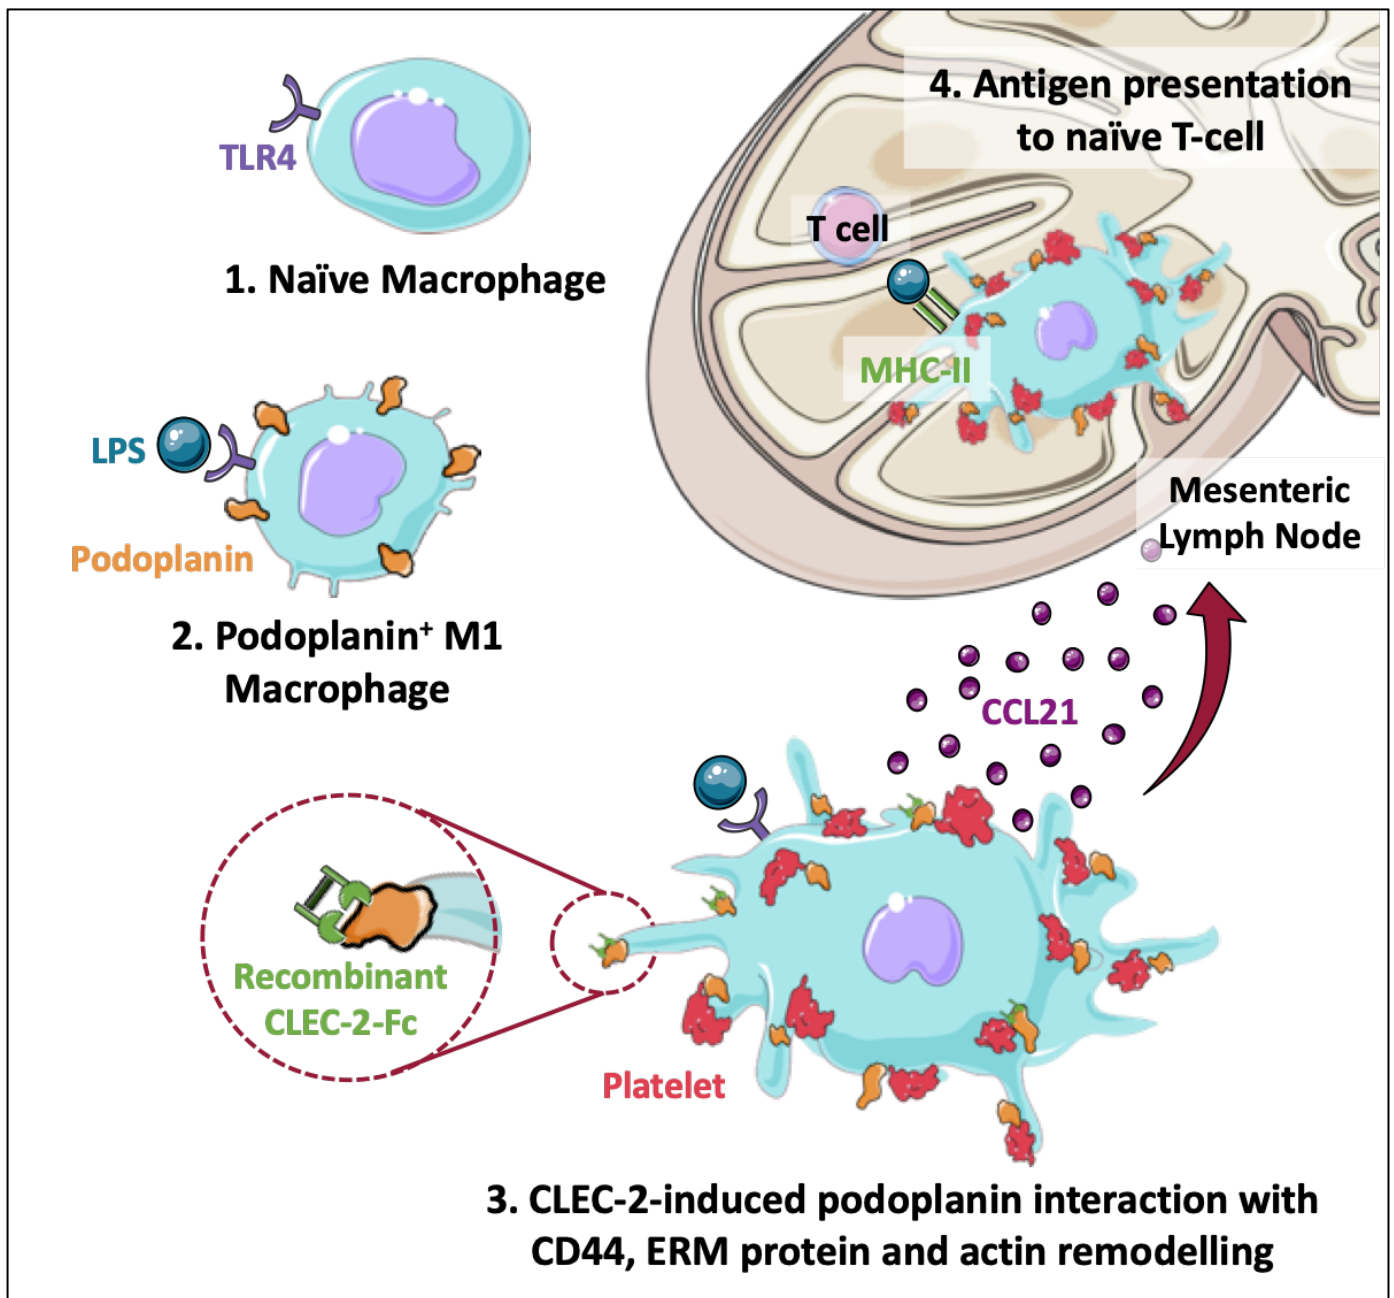 TLR4
1. Naïve Macrophage
LPS
Podoplanin
2. Podoplanin⁺ M1
Macrophage
4. Antigen presentation
to naïve T-cell
T cell
MHC-II
Mesenteric
Lymph Node
CCL21
Recombinant
CLEC-2-Fc
Platelet
3. CLEC-2-induced podoplanin interaction with
CD44, ERM protein and actin remodelling